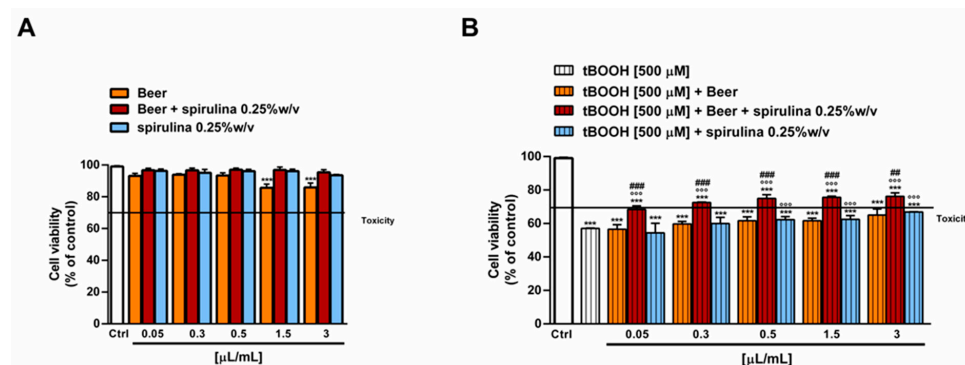 A
Beer
Beer + spirulina 0.25%w/v
spirulina 0.25%w/v
Cell viability
(% of control)
100
80
60
40
20
0
*** ***
Toxicity
Ctrl 0.05 0.3 0.5 1.5 3
[µL/mL]
B
tBOOH [500 µM]
tBOOH [500 µM] + Beer
tBOOH [500 µM] + Beer + spirulina 0.25%w/v
tBOOH [500 µM] + spirulina 0.25%w/v
Cell viability
(% of control)
100
80
60
40
20
0
### ### ### ### ##
°°° °°° °°° °°° °°°
*** *** *** *** ***
°°° °°° °°°
*** *** *** *** *** *** *** *** *** *** ***
Toxicit
Ctrl 0.05 0.3 0.5 1.5 3
[µL/mL]